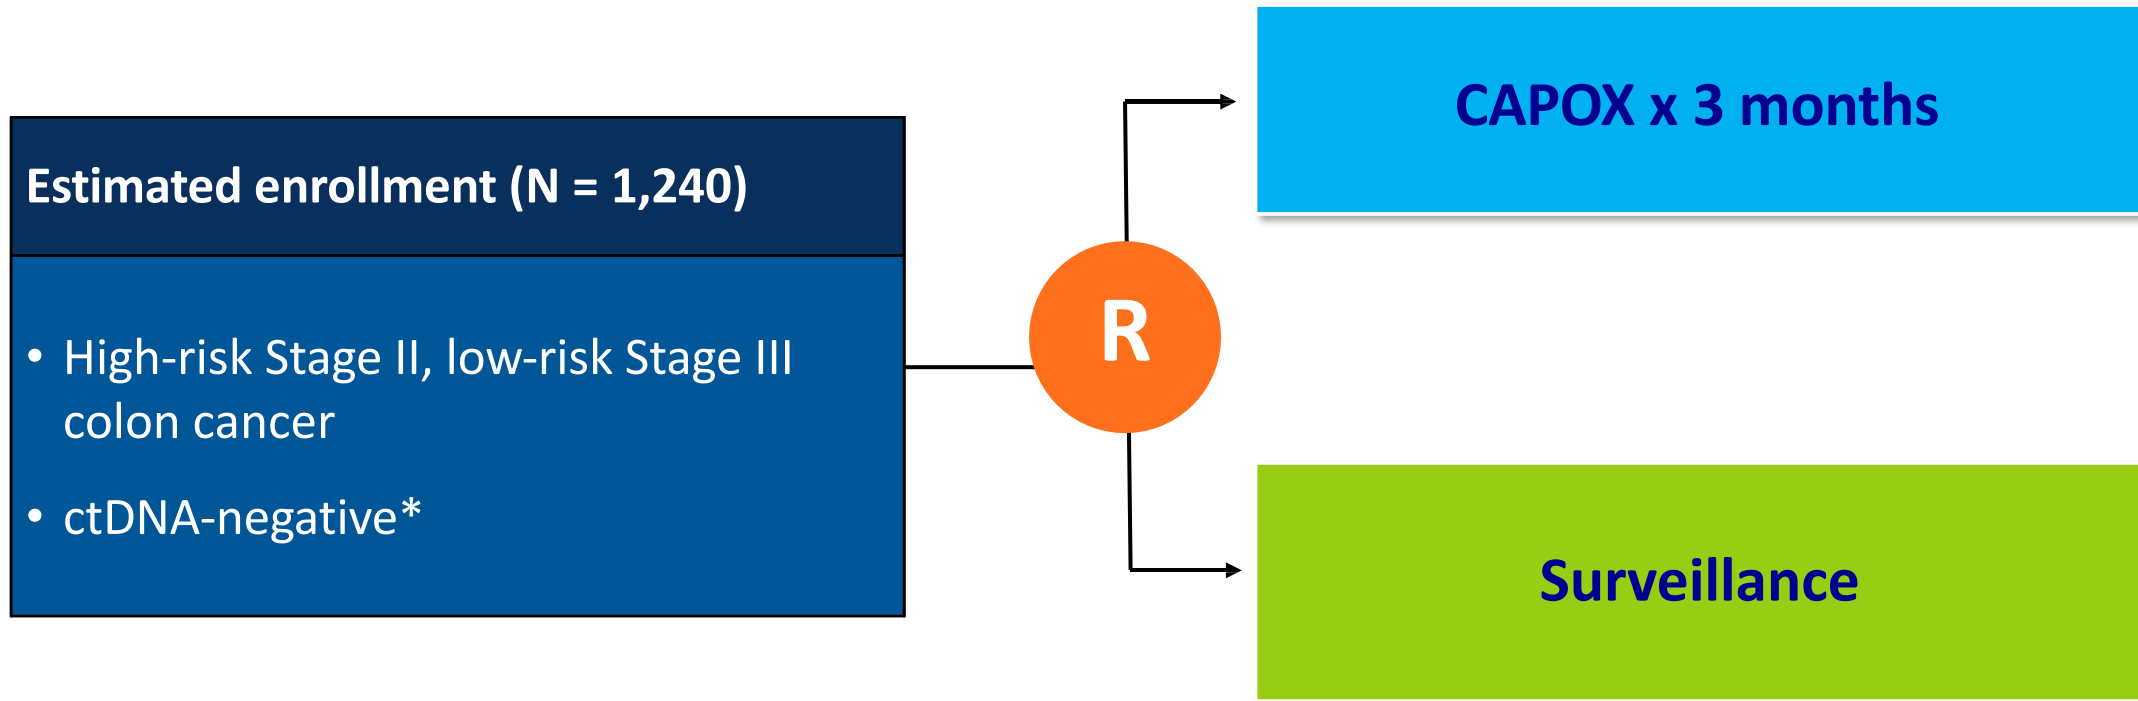 Estimated enrollment (N = 1,240)
• High-risk Stage II, low-risk Stage III
colon cancer
• ctDNA-negative*
R
CAPOX x 3 months
Surveillance